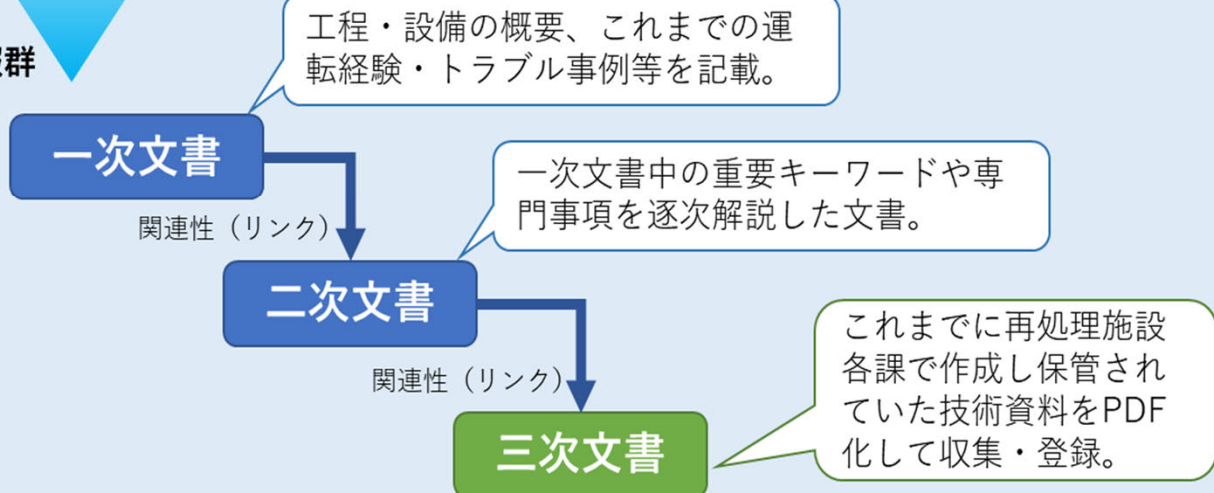 工程・設備の概要、これまでの運
転経験・トラブル事例等を記載。
群
一次文書
一次文書中の重要キーワードや専
門事項を逐次解説した文書。
関連性（リンク）
二次文書
これまでに再処理施設
各課で作成し保管され
ていた技術資料をPDF
化して収集・登録。
関連性（リンク）
三次文書